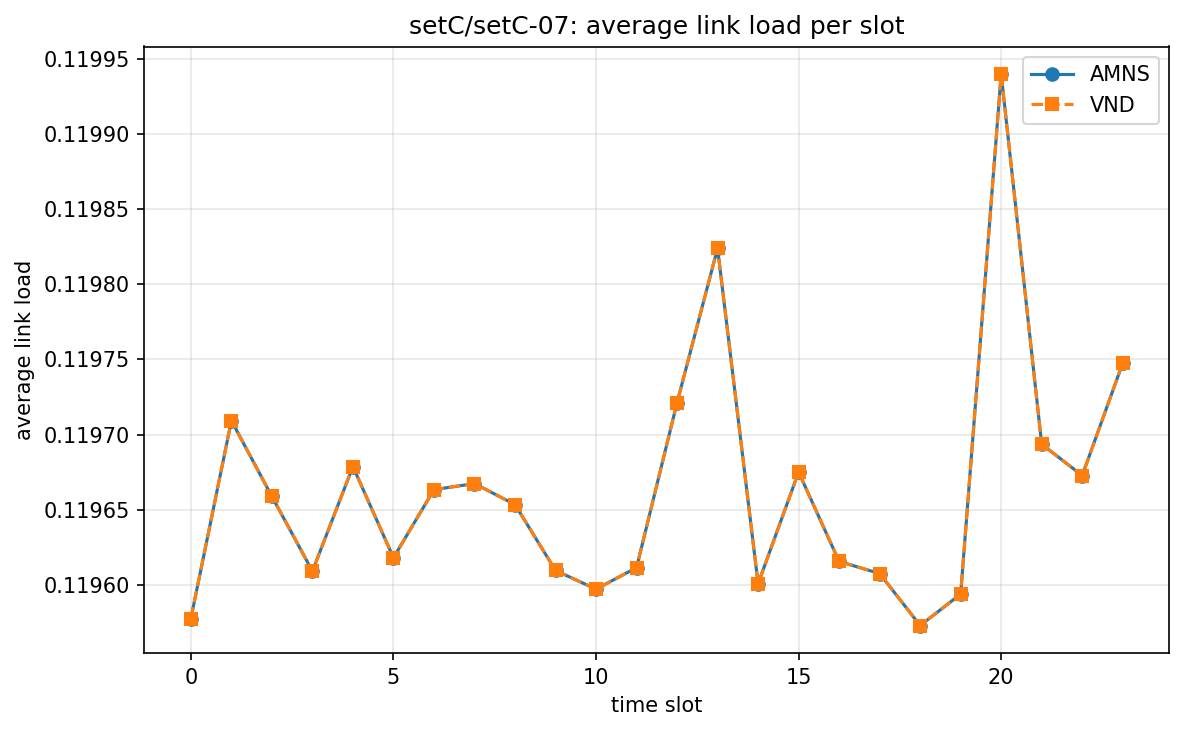 setC/setC-07: average link load per slot
AMNS
VND
average link load
0.11995
0.11990
0.11985
0.11980
0.11975
0.11970
0.11965
0.11960
0 5 10 15 20
time slot